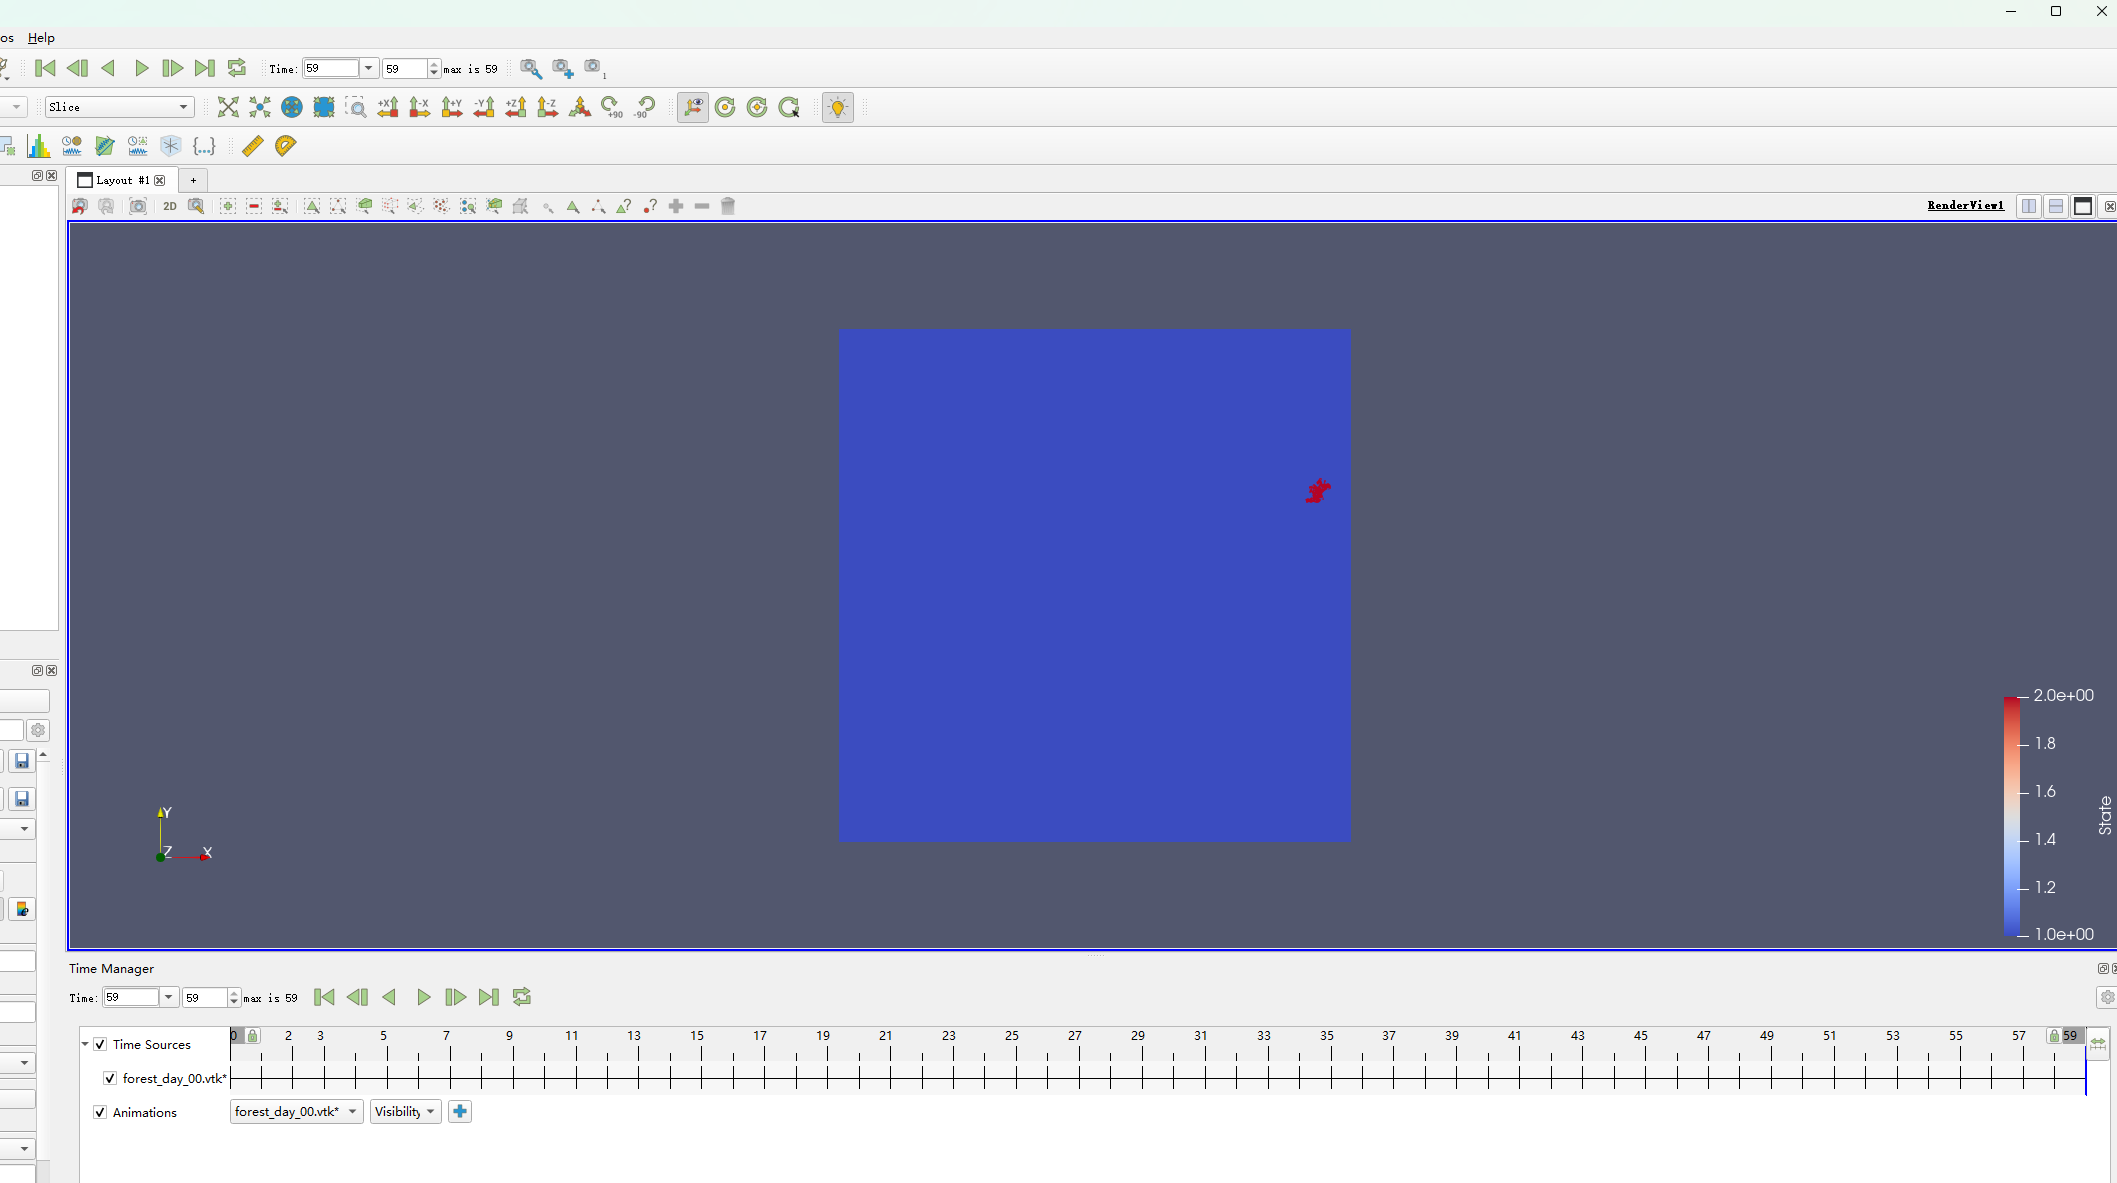 os Help
Time: 59 59 max is 59 1
Slice +X -X +Y -Y +Z -Z +90 -90
{...}
Layout #1 +
2D ? ? RenderView1
2.0e+00
1.8
1.6
1.4
1.2
1.0e+00
State
Y
Z X
Time Manager
Time: 59 59 max is 59
0 2 3 5 7 9 11 13 15 17 19 21 23 25 27 29 31 33 35 37 39 41 43 45 47 49 51 53 55 57 59
Time Sources
forest_day_00.vtk*
Animations forest_day_00.vtk* Visibility